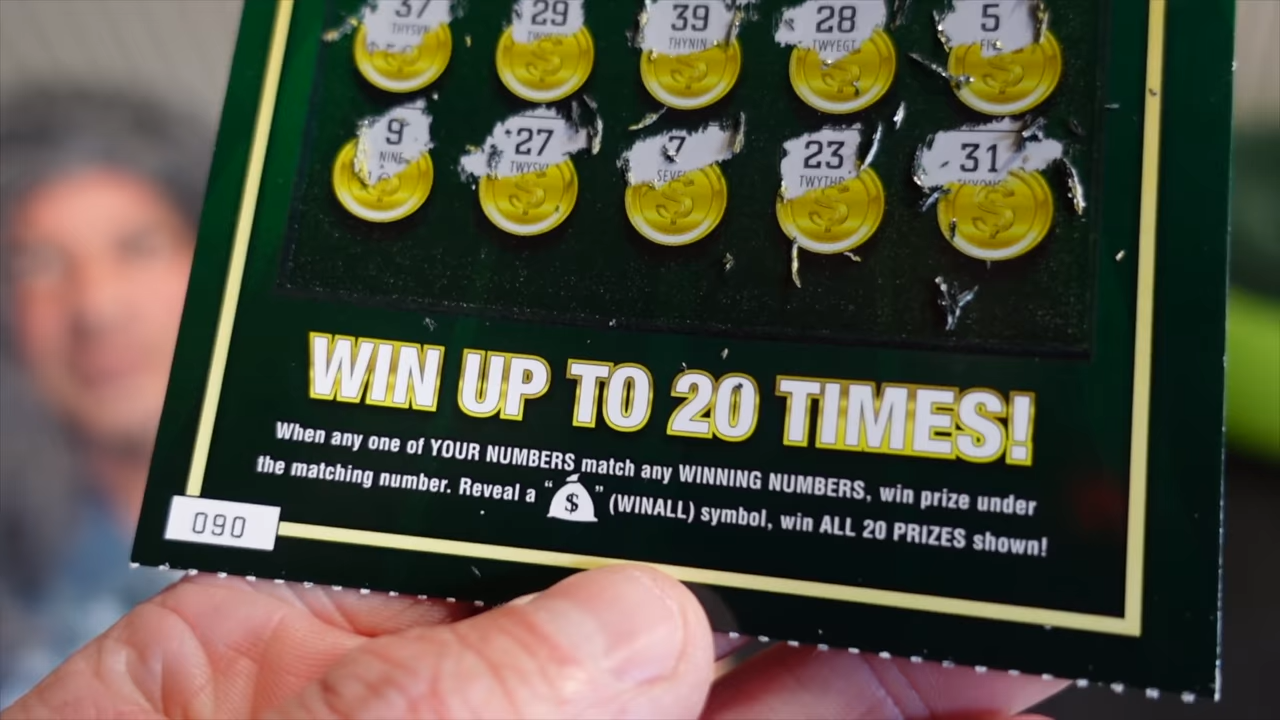 37 29 39 28 5
THYNIN TWYEGT
9 27 7 23 31
NINE
WIN UP TO 20 TIMES!
When any one of YOUR NUMBERS match any WINNING NUMBERS, win prize under
the matching number. Reveal a "$" (WINALL) symbol, win ALL 20 PRIZES shown!
090